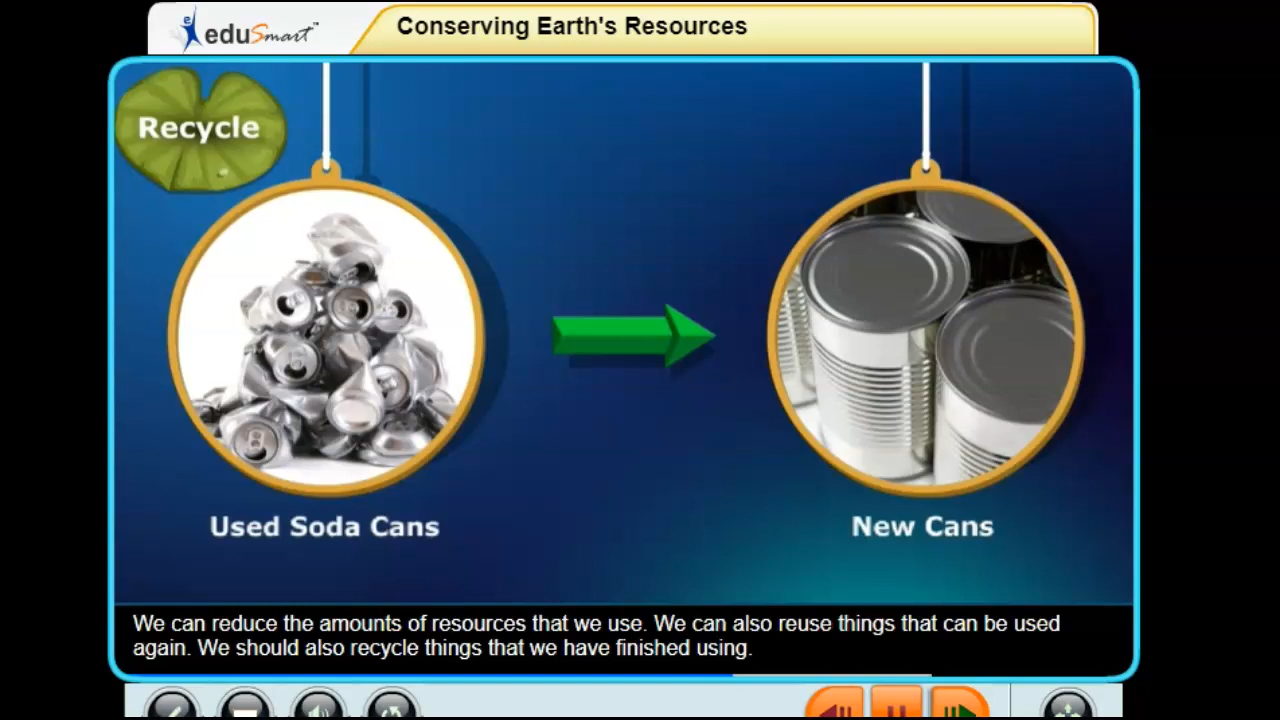 eduSmart™
Conserving Earth's Resources
Recycle
Used Soda Cans
New Cans
We can reduce the amounts of resources that we use. We can also reuse things that can be used
again. We should also recycle things that we have finished using.